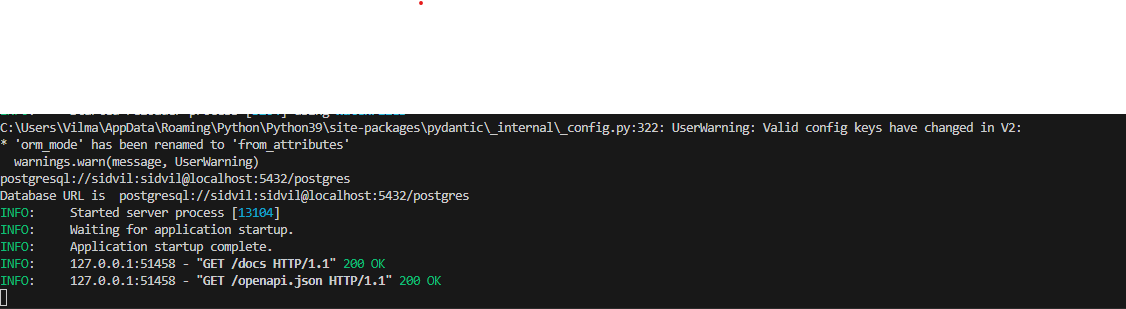 C:\Users\Vilma\AppData\Roaming\Python\Python39\site-packages\pydantic\_internal\_config.py:322: UserWarning: Valid config keys have changed in V2:
* 'orm_mode' has been renamed to 'from_attributes'
  warnings.warn(message, UserWarning)
postgresql://sidvil:sidvil@localhost:5432/postgres
Database URL is  postgresql://sidvil:sidvil@localhost:5432/postgres
INFO:     Started server process [13104]
INFO:     Waiting for application startup.
INFO:     Application startup complete.
INFO:     127.0.0.1:51458 - "GET /docs HTTP/1.1" 200 OK
INFO:     127.0.0.1:51458 - "GET /openapi.json HTTP/1.1" 200 OK